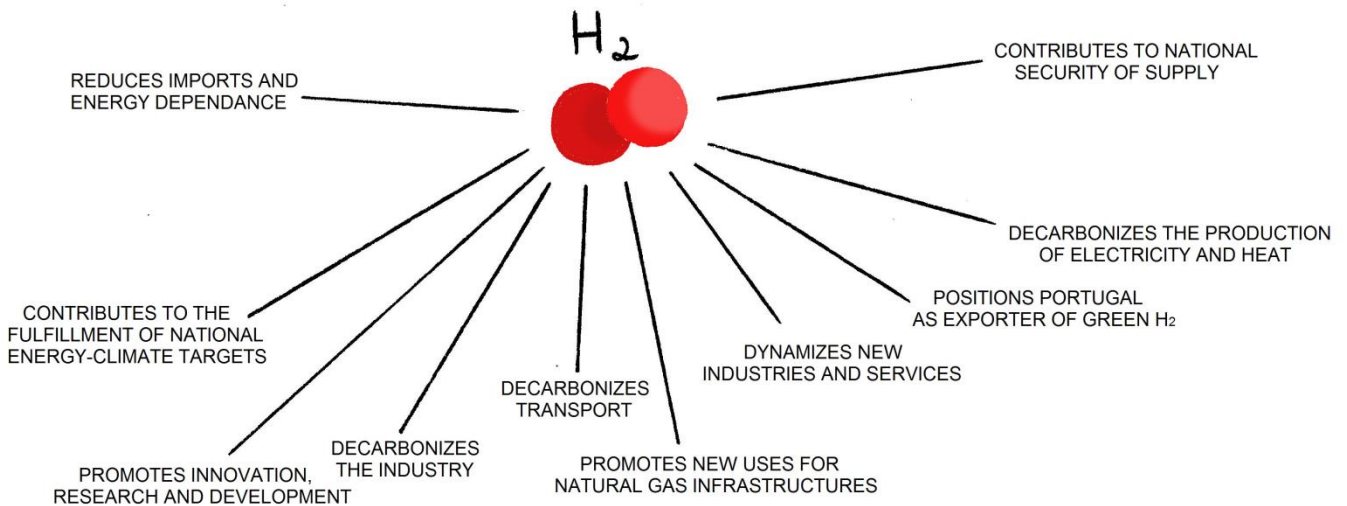 H₂
REDUCES IMPORTS AND
ENERGY DEPENDANCE
CONTRIBUTES TO NATIONAL
SECURITY OF SUPPLY
DECARBONIZES THE PRODUCTION
OF ELECTRICITY AND HEAT
POSITIONS PORTUGAL
AS EXPORTER OF GREEN H₂
DYNAMIZES NEW
INDUSTRIES AND SERVICES
PROMOTES NEW USES FOR
NATURAL GAS INFRASTRUCTURES
DECARBONIZES
TRANSPORT
DECARBONIZES
THE INDUSTRY
PROMOTES INNOVATION,
RESEARCH AND DEVELOPMENT
CONTRIBUTES TO THE
FULFILLMENT OF NATIONAL
ENERGY-CLIMATE TARGETS